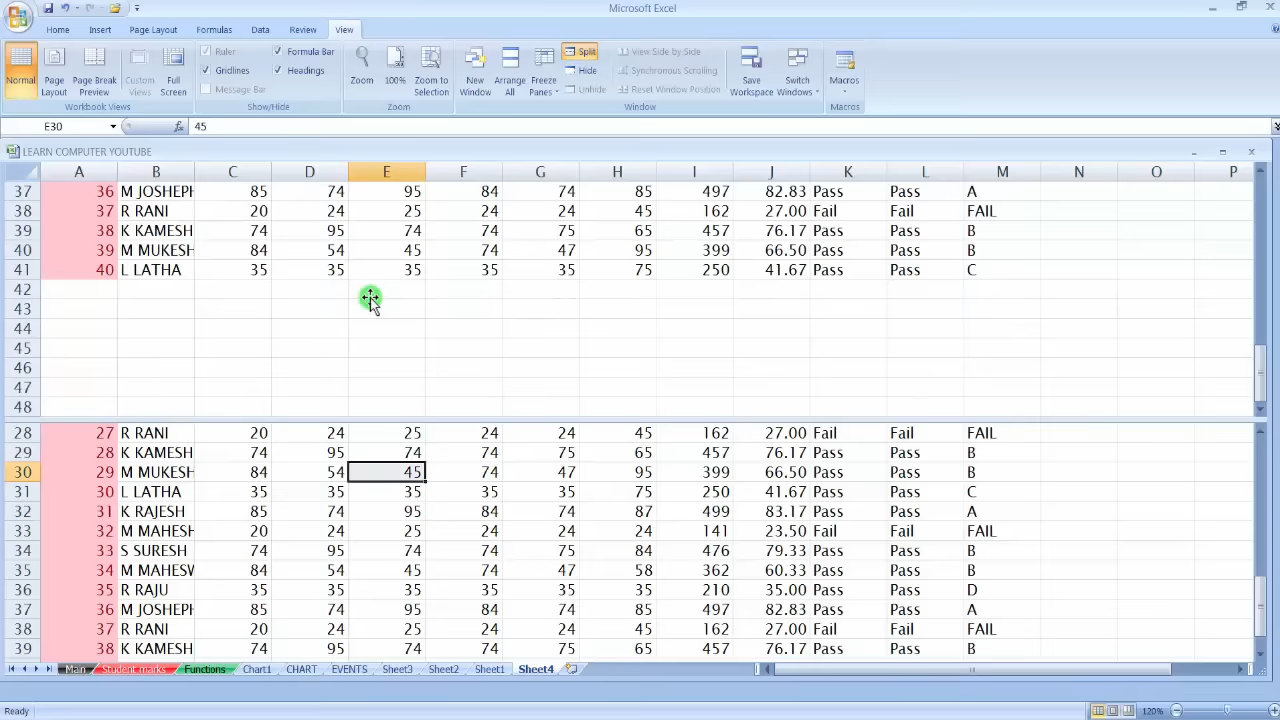 Microsoft Excel
Home Insert Page Layout Formulas Data Review View
Normal Page Layout Page Break Preview Custom Views Full Screen
Workbook Views
Ruler Formula Bar
Gridlines Headings
Message Bar
Show/Hide
Zoom 100% Zoom to Selection
Zoom
New Window Arrange All Freeze Panes
Split
Hide
Unhide
View Side by Side
Synchronous Scrolling
Reset Window Position
Window
Save Workspace Switch Windows
Macros
Macros
E30 fx 45
LEARN COMPUTER YOUTUBE
A B C D E F G H I J K L M N O P
37 36 M JOSHEPH 85 74 95 84 74 85 497 82.83 Pass Pass A
38 37 R RANI 20 24 25 24 24 45 162 27.00 Fail Fail FAIL
39 38 K KAMESH 74 95 74 74 75 65 457 76.17 Pass Pass B
40 39 M MUKESH 84 54 45 74 47 95 399 66.50 Pass Pass B
41 40 L LATHA 35 35 35 35 35 75 250 41.67 Pass Pass C
42
43
44
45
46
47
48
28 27 R RANI 20 24 25 24 24 45 162 27.00 Fail Fail FAIL
29 28 K KAMESH 74 95 74 74 75 65 457 76.17 Pass Pass B
30 29 M MUKESH 84 54 45 74 47 95 399 66.50 Pass Pass B
31 30 L LATHA 35 35 35 35 35 75 250 41.67 Pass Pass C
32 31 K RAJESH 85 74 95 84 74 87 499 83.17 Pass Pass A
33 32 M MAHESH 20 24 25 24 24 24 141 23.50 Fail Fail FAIL
34 33 S SURESH 74 95 74 74 75 84 476 79.33 Pass Pass B
35 34 M MAHESW 84 54 45 74 47 58 362 60.33 Pass Pass B
36 35 R RAJU 35 35 35 35 35 35 210 35.00 Pass Pass D
37 36 M JOSHEPH 85 74 95 84 74 85 497 82.83 Pass Pass A
38 37 R RANI 20 24 25 24 24 45 162 27.00 Fail Fail FAIL
39 38 K KAMESH 74 95 74 74 75 65 457 76.17 Pass Pass B
Main Student marks Functions Chart1 CHART EVENTS Sheet3 Sheet2 Sheet1 Sheet4
Ready 120%